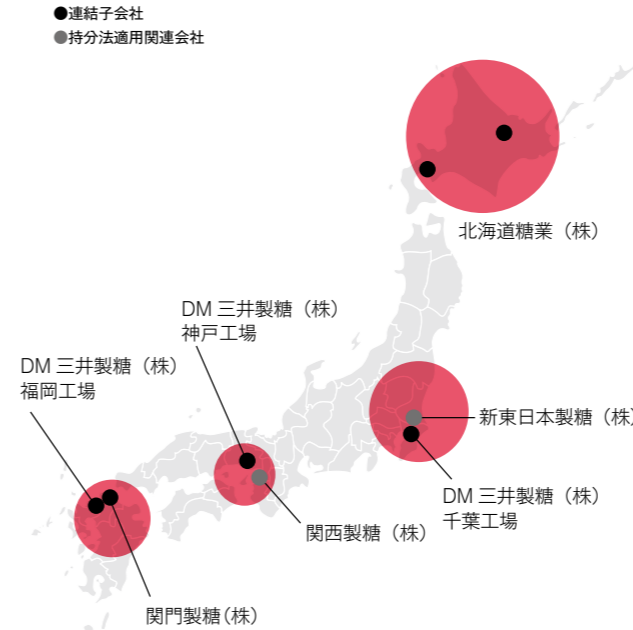 ●連結子会社
●持分法適用関連会社
北海道糖業（株）
DM 三井製糖（株）
神戸工場
DM 三井製糖（株）
福岡工場
新東日本製糖（株）
DM 三井製糖（株）
千葉工場
関西製糖（株）
関門製糖（株）